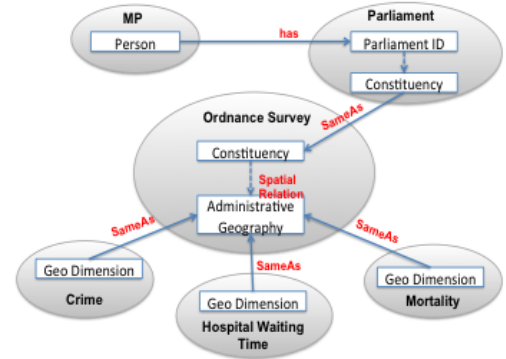 MP
Person
has
Parliament
Parliament ID
Constituency
SameAs
Ordnance Survey
Constituency
Spatial
Relation
Administrative
Geography
SameAs
Geo Dimension
Crime
SameAs
Geo Dimension
Hospital Waiting
Time
SameAs
Geo Dimension
Mortality